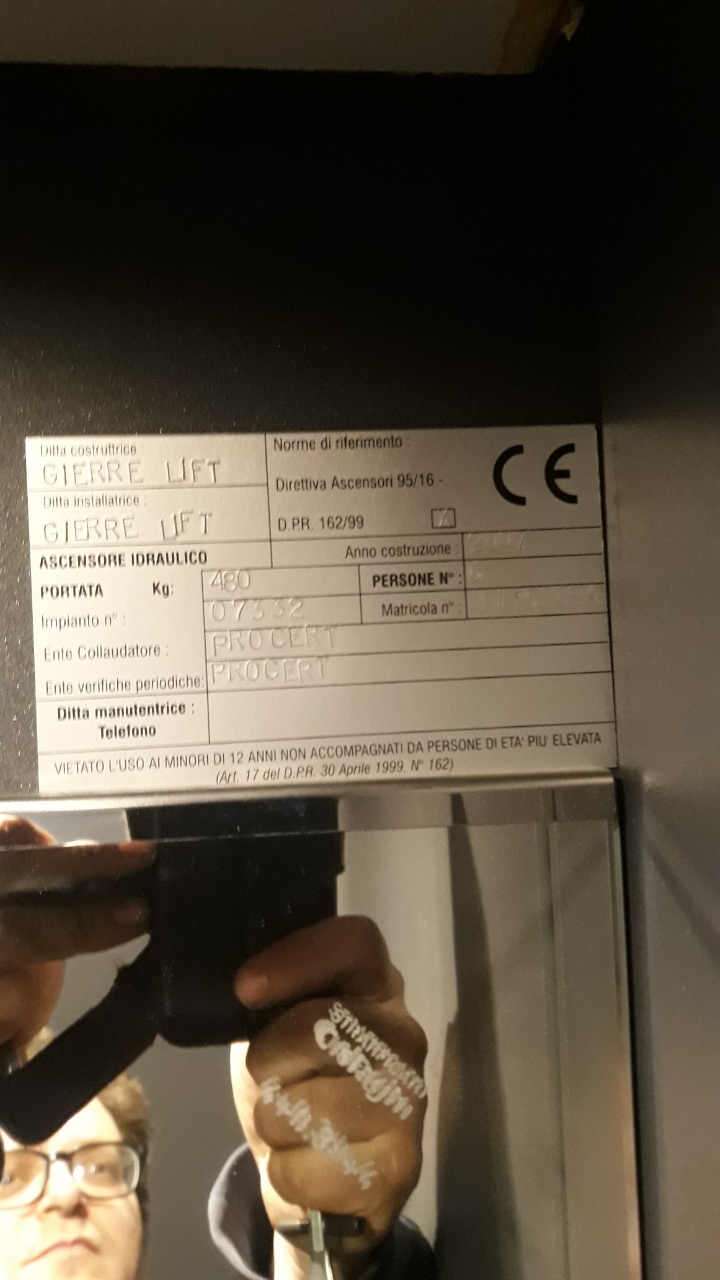 Ditta costruttrice :
GIERRE LIFT
Ditta installatrice :
GIERRE LIFT
Norme di riferimento :
Direttiva Ascensori 95/16 -
D.P.R. 162/99
CE
ASCENSORE IDRAULICO
Anno costruzione :
PORTATA Kg: 480
PERSONE N° :
Impianto n° : 07332
Matricola n° :
Ente Collaudatore : PROCERT
Ente verifiche periodiche: PROCERT
Ditta manutentrice :
Telefono
VIETATO L'USO AI MINORI DI 12 ANNI NON ACCOMPAGNATI DA PERSONE DI ETA' PIU' ELEVATA
(Art. 17 del D.P.R. 30 Aprile 1999, N° 162)